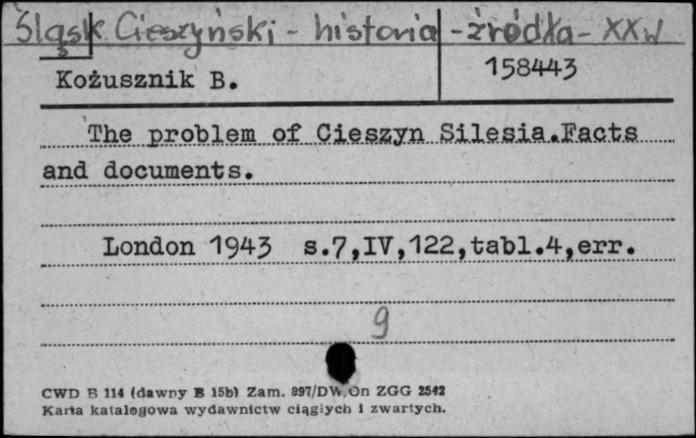 Śląsk Cieszyński - historia - źródła - XX w
Kożusznik B.
158443
The problem of Cieszyn Silesia.Facts
and documents.
London 1943 s.7,IV,122,tabl.4,err.
9
CWD B 114 (dawny B 15b) Zam. 997/DW,On ZGG 2542
Karta katalogowa wydawnictw ciągłych i zwartych.